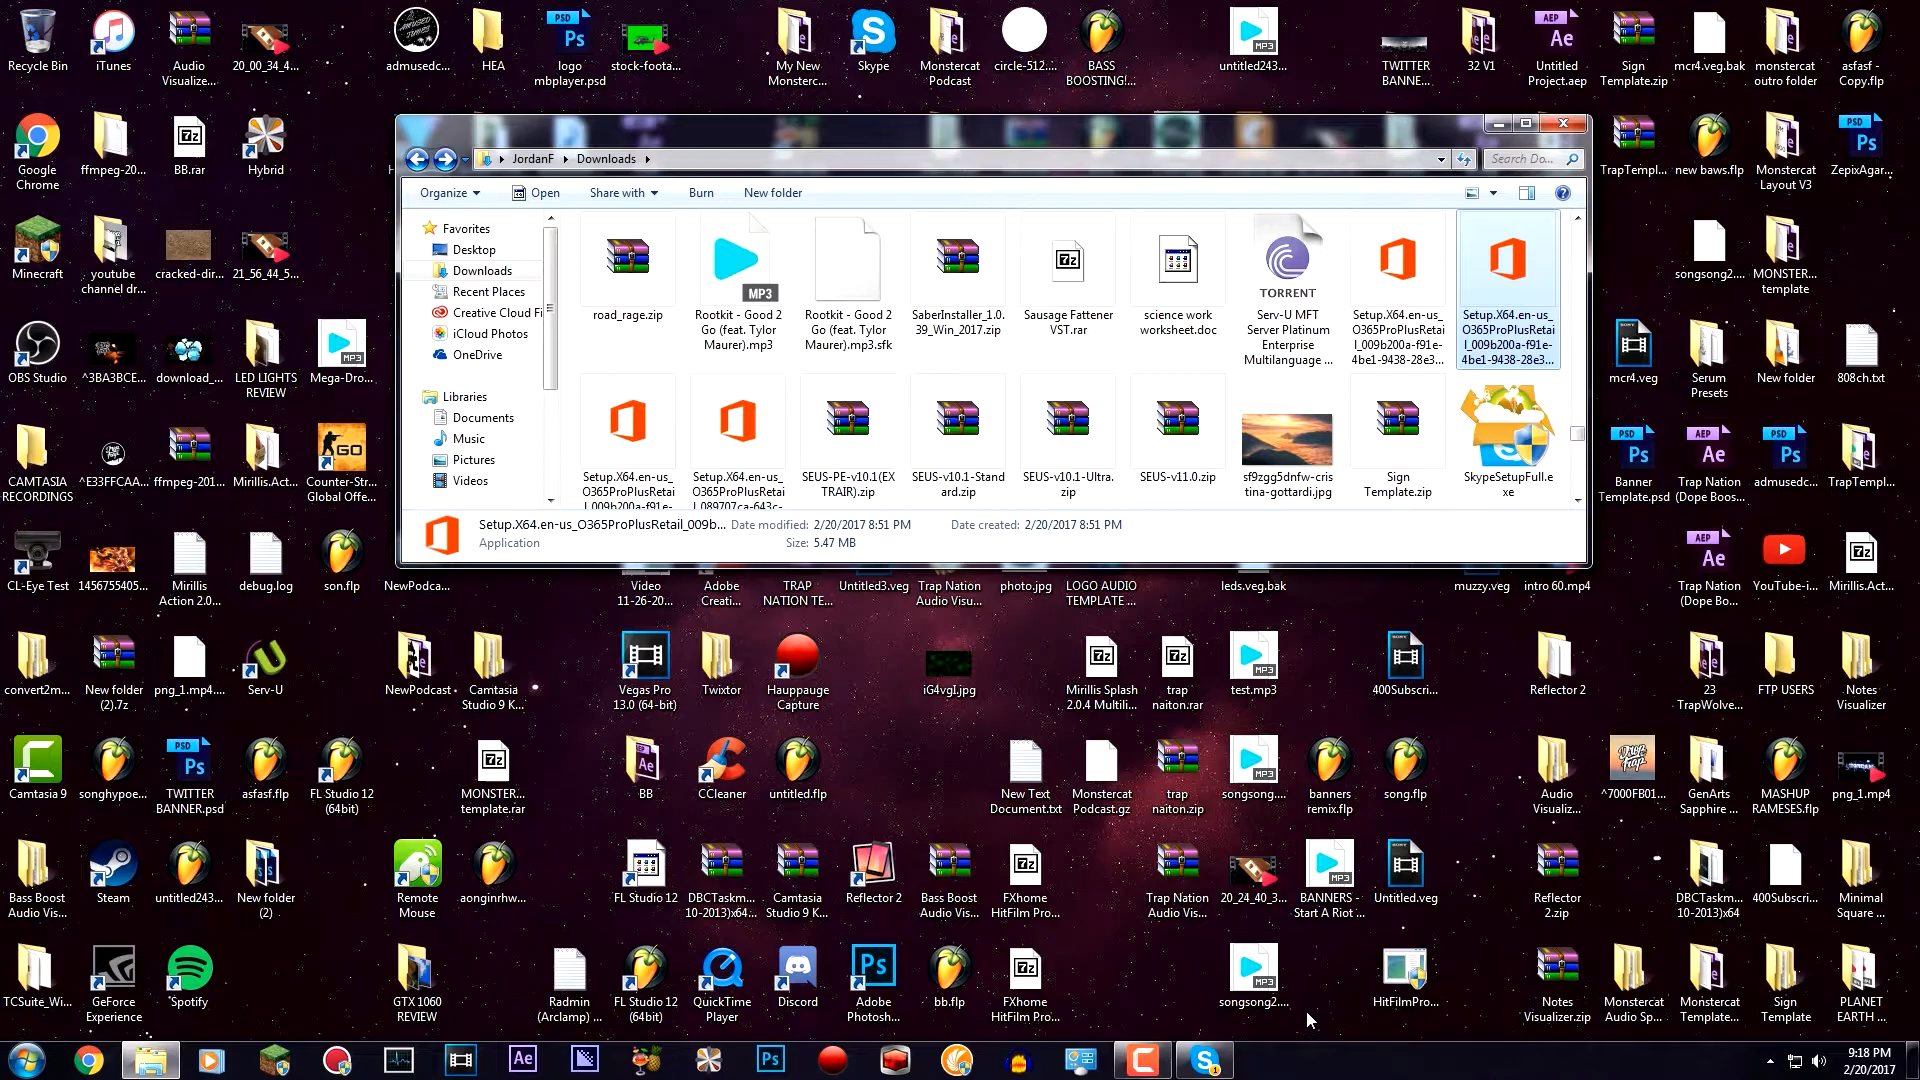 Recycle Bin
iTunes
Audio
Visualize...
20_00_34_4...
admusedc...
HEA
logo
mbplayer.psd
stock-foota...
My New
Monsterc...
Skype
Monstercat
Podcast
circle-512....
BASS
BOOSTING!...
untitled243...
TWITTER
BANNE...
32 V1
Untitled
Project.aep
Sign
Template.zip
mcr4.veg.bak
monstercat
outro folder
asfasf -
Copy.flp
Google
Chrome
ffmpeg-20...
BB.rar
Hybrid
TrapTempl...
new baws.flp
Monstercat
Layout V3
ZepixAgar...
JordanF
Downloads
Search Do...
Organize
Open
Share with
Burn
New folder
Favorites
Desktop
Downloads
Recent Places
Creative Cloud Fi
iCloud Photos
OneDrive
Libraries
Documents
Music
Pictures
Videos
road_rage.zip
MP3
Rootkit - Good 2
Go (feat. Tylor
Maurer).mp3
Rootkit - Good 2
Go (feat. Tylor
Maurer).mp3.sfk
SaberInstaller_1.0.
39_Win_2017.zip
Sausage Fattener
VST.rar
science work
worksheet.doc
TORRENT
Serv-U MFT
Server Platinum
Enterprise
Multilanguage ...
Setup.X64.en-us_
O365ProPlusRetai
l_009b200a-f91e-
4be1-9438-28e3...
Setup.X64.en-us_
O365ProPlusRetai
l_009b200a-f91e-
4be1-9438-28e3...
Setup.X64.en-us_
O365ProPlusRetai
l_009b200a-f91e-
Setup.X64.en-us_
O365ProPlusRetai
l_089707ca-643c-
SEUS-PE-v10.1(EX
TRAIR).zip
SEUS-v10.1-Stand
ard.zip
SEUS-v10.1-Ultra.
zip
SEUS-v11.0.zip
sf9zgg5dnfw-cris
tina-gottardi.jpg
Sign
Template.zip
SkypeSetupFull.e
xe
Setup.X64.en-us_O365ProPlusRetail_009b...
Date modified: 2/20/2017 8:51 PM
Date created: 2/20/2017 8:51 PM
Application
Size: 5.47 MB
Minecraft
youtube
channel dr...
cracked-dir...
21_56_44_5...
songsong2....
MONSTER...
template
OBS Studio
^3BA3BCE...
download_...
LED LIGHTS
REVIEW
Mega-Dro...
mcr4.veg
Serum
Presets
New folder
808ch.txt
CAMTASIA
RECORDINGS
^E33FFCAA...
ffmpeg-201...
Mirillis.Act...
Counter-Str...
Global Offe...
Banner
Template.psd
Trap Nation
(Dope Boos...
admusedc...
TrapTempl...
CL-Eye Test
1456755405...
Mirillis
Action 2.0...
debug.log
son.flp
NewPodca...
Video
11-26-20...
Adobe
Creati...
TRAP
NATION TE...
Untitled3.veg
Trap Nation
Audio Visu...
photo.jpg
LOGO AUDIO
TEMPLATE ...
leds.veg.bak
muzzy.veg
intro 60.mp4
Trap Nation
(Dope Bo...
YouTube-i...
Mirillis.Act...
convert2m...
New folder
(2).7z
png_1.mp4....
Serv-U
NewPodcast
Camtasia
Studio 9 K...
Vegas Pro
13.0 (64-bit)
Twixtor
Hauppauge
Capture
iG4vgI.jpg
Mirillis Splash
2.0.4 Multili...
trap
naiton.rar
test.mp3
400Subscri...
Reflector 2
23
TrapWolve...
FTP USERS
Notes
Visualizer
Camtasia 9
songhypoe...
TWITTER
BANNER.psd
asfasf.flp
FL Studio 12
(64bit)
MONSTER...
template.rar
BB
CCleaner
untitled.flp
New Text
Document.txt
Monstercat
Podcast.gz
trap
naiton.zip
songsong....
banners
remix.flp
song.flp
Audio
Visualiz...
^7000FB01...
GenArts
Sapphire ...
MASHUP
RAMESES.flp
png_1.mp4
Bass Boost
Audio Vis...
Steam
untitled243...
New folder
(2)
Remote
Mouse
aonginrhw...
FL Studio 12
DBCTaskm...
10-2013)x64...
Camtasia
Studio 9 K...
Reflector 2
Bass Boost
Audio Vis...
FXhome
HitFilm Pro...
Trap Nation
Audio Vis...
20_24_40_3...
BANNERS -
Start A Riot ...
Untitled.veg
Reflector
2.zip
DBCTaskm...
10-2013)x64
400Subscri...
Minimal
Square ...
TCSuite_Wi...
GeForce
Experience
Spotify
GTX 1060
REVIEW
Radmin
(Arclamp) ...
FL Studio 12
(64bit)
QuickTime
Player
Discord
Adobe
Photosh...
bb.flp
FXhome
HitFilm Pro...
songsong2....
HitFilmPro...
Notes
Visualizer.zip
Monstercat
Audio Sp...
Monstercat
Template...
Sign
Template
PLANET
EARTH ...
9:18 PM
2/20/2017